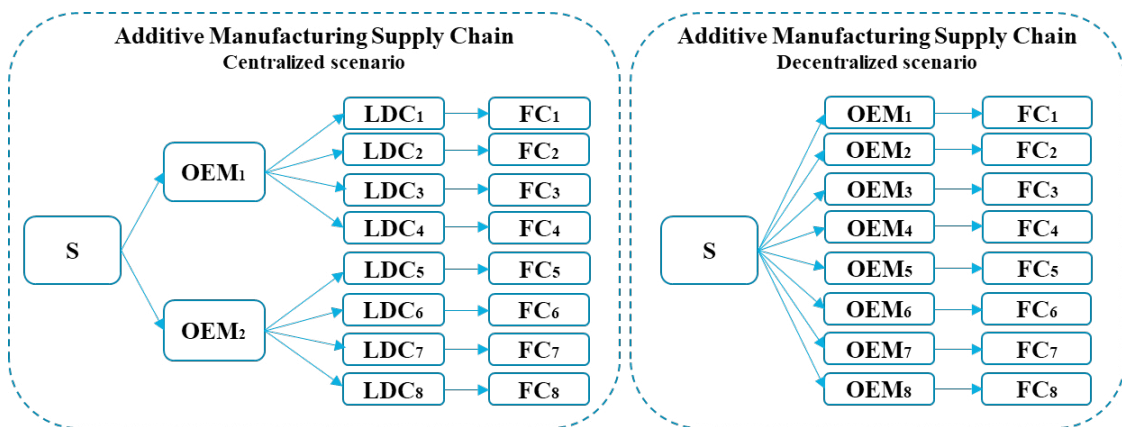 Additive Manufacturing Supply Chain
Centralized scenario
S
OEM1
OEM2
LDC1
LDC2
LDC3
LDC4
LDC5
LDC6
LDC7
LDC8
FC1
FC2
FC3
FC4
FC5
FC6
FC7
FC8
Additive Manufacturing Supply Chain
Decentralized scenario
S
OEM1
OEM2
OEM3
OEM4
OEM5
OEM6
OEM7
OEM8
FC1
FC2
FC3
FC4
FC5
FC6
FC7
FC8